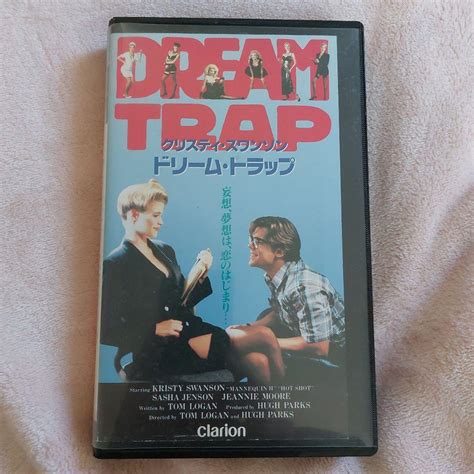 DREAM
TRAP
クリスティ・スワンソン
ドリーム・トラップ
妄想、夢想は、恋のはじまり…
Starring KRISTY SWANSON "MANNEQUIN II" "HOT SHOT"
SASHA JENSON JEANNIE MOORE
Written by TOM LOGAN Produced by HUGH PARKS
Directed by TOM LOGAN and HUGH PARKS
clarion